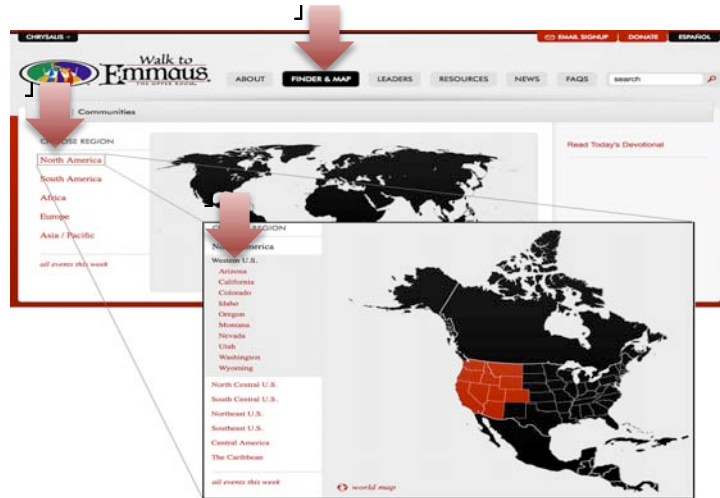 CHRYSALIS
EMAIL SIGNUP DONATE ESPAÑOL
Walk to
Emmaus
THE UPPER ROOM
ABOUT FINDER & MAP LEADERS RESOURCES NEWS FAQS search
Communities
CHOOSE REGION
North America
South America
Africa
Europe
Asia / Pacific
all events this week
Read Today's Devotional
REGION
North America
Western U.S.
Arizona
California
Colorado
Idaho
Oregon
Montana
Nevada
Utah
Washington
Wyoming
North Central U.S.
South Central U.S.
Northeast U.S.
Southeast U.S.
Central America
The Caribbean
all events this week
world map